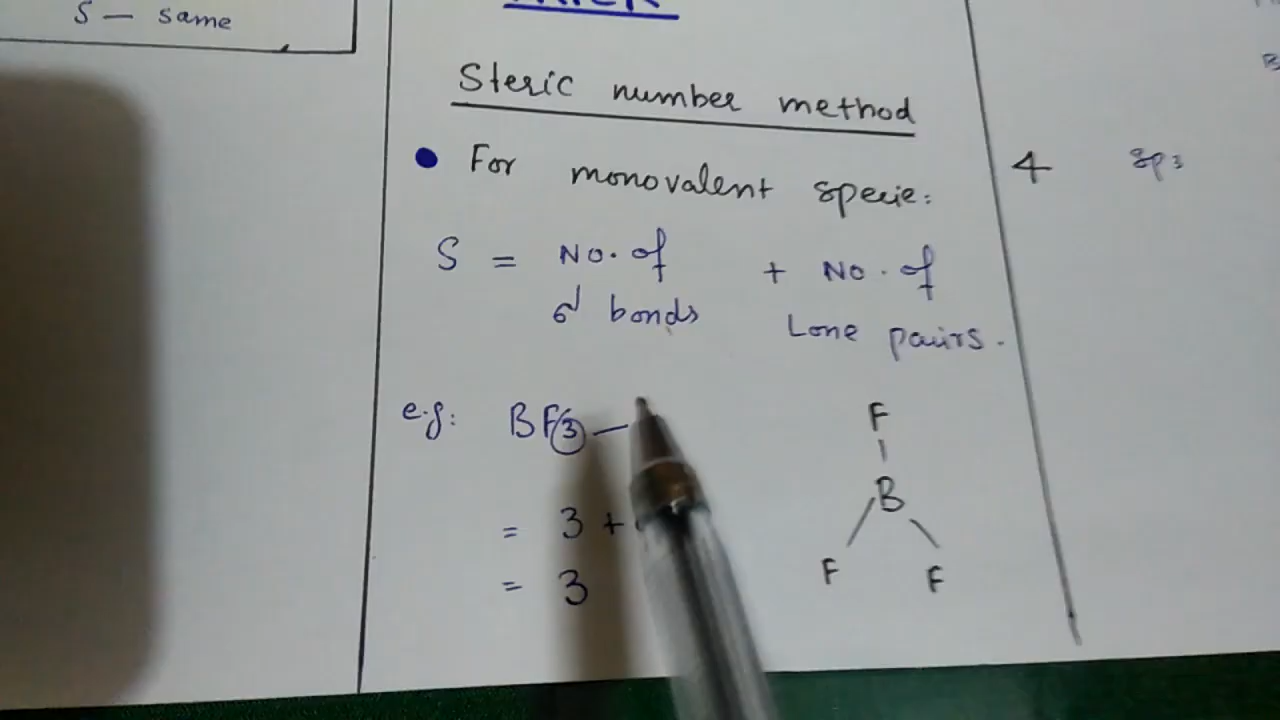 S — same
Steric number method
• For monovalent specie:
S = No. of σ bonds + No. of Lone pairs.
e.g: BF3 —
= 3 +
= 3
F
B
F F
4 sp3